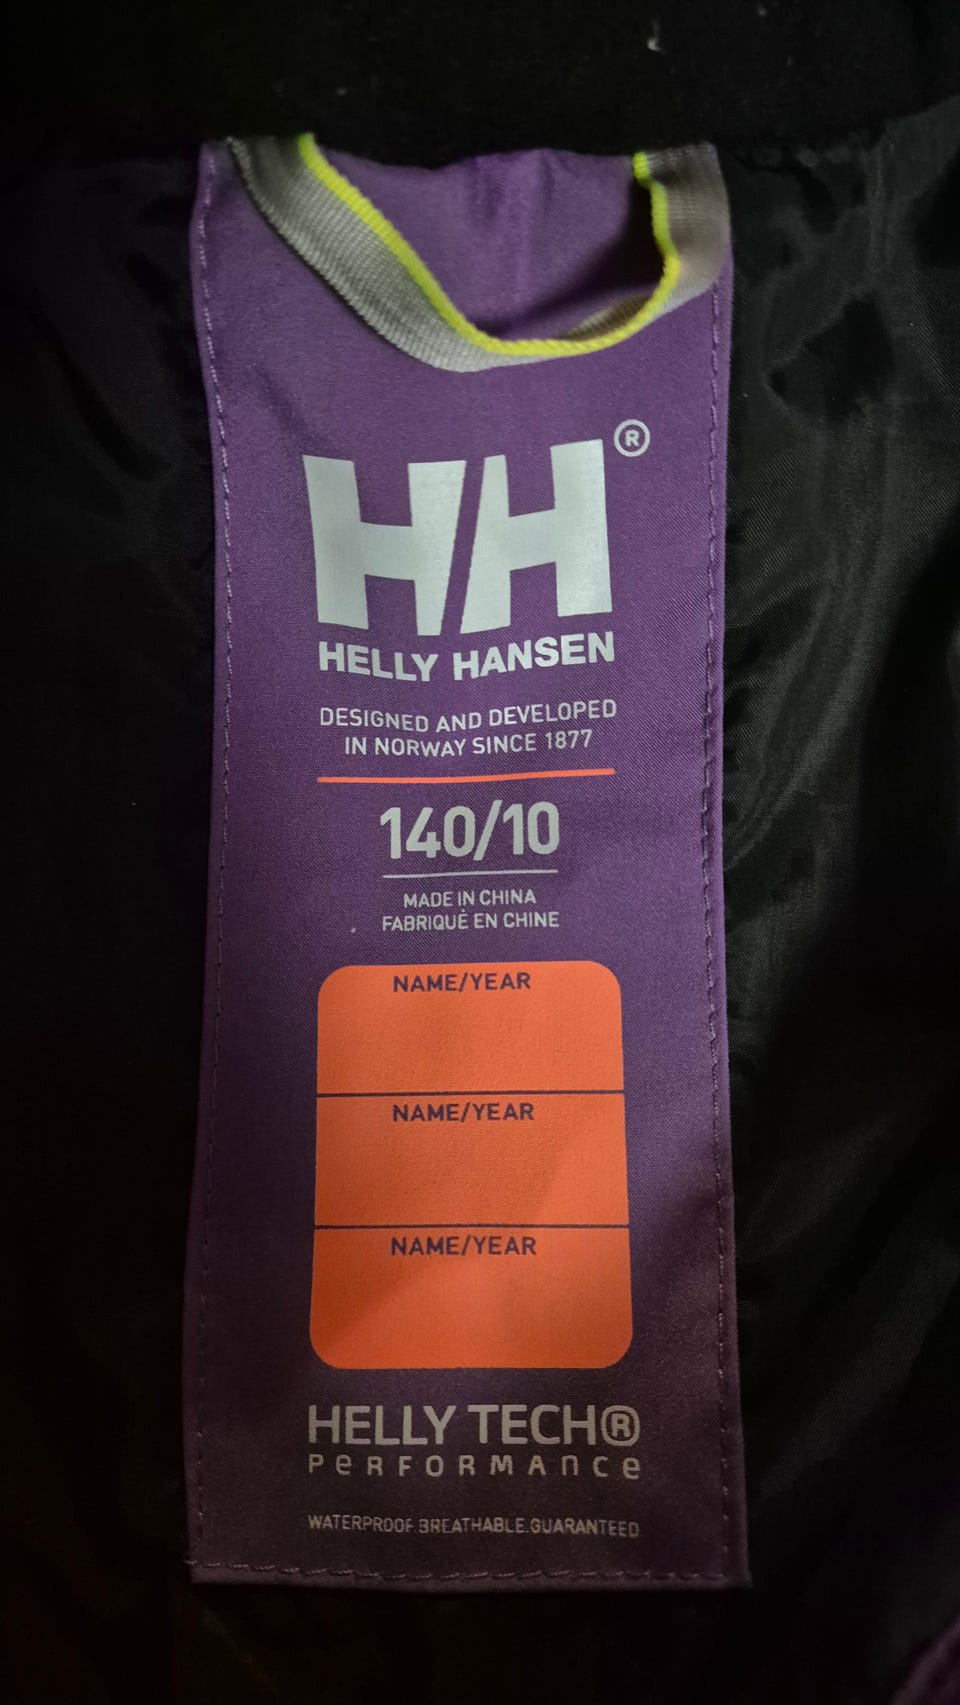 HH®
HELLY HANSEN
DESIGNED AND DEVELOPED
IN NORWAY SINCE 1877
140/10
MADE IN CHINA
FABRIQUÉ EN CHINE
NAME/YEAR
NAME/YEAR
NAME/YEAR
HELLY TECH®
PeRFORMAnCe
WATERPROOF.BREATHABLE.GUARANTEED